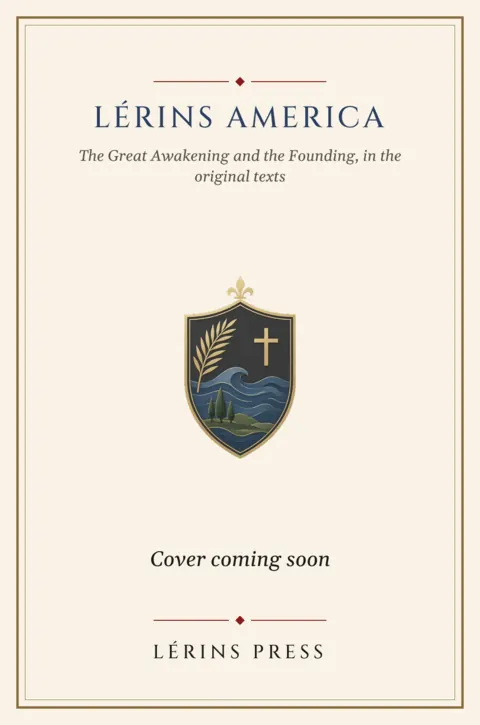 LÉRINS AMERICA
The Great Awakening and the Founding, in the
original texts
Cover coming soon
LÉRINS PRESS